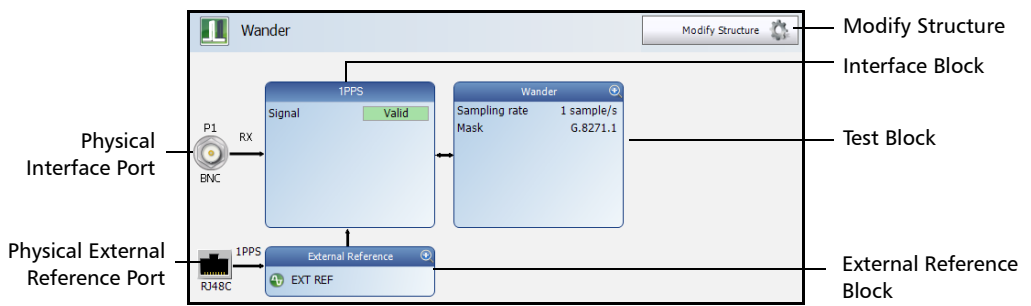 Wander
Modify Structure
Modify Structure
Interface Block
1PPS
Signal Valid
Wander
Sampling rate 1 sample/s
Mask G.8271.1
Test Block
P1
RX
BNC
Physical
Interface Port
Physical External
Reference Port
1PPS
RJ48C
External Reference
EXT REF
External Reference
Block